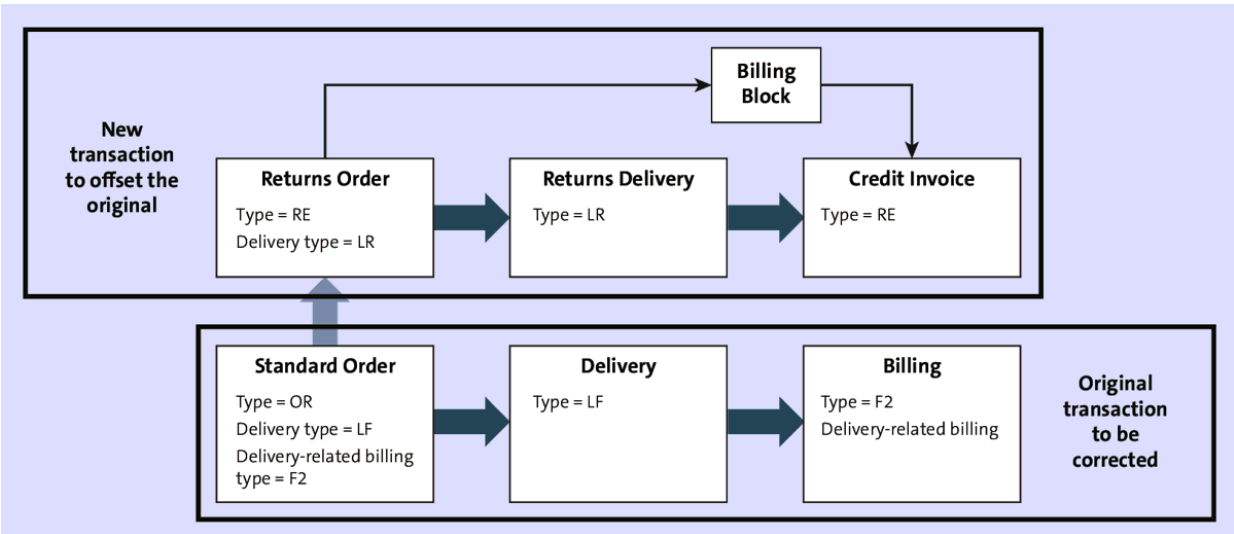 Billing
Block
New
transaction
to offset the
original
Returns Order
Type = RE
Delivery type = LR
Returns Delivery
Type = LR
Credit Invoice
Type = RE
Standard Order
Type = OR
Delivery type = LF
Delivery-related billing
type = F2
Delivery
Type = LF
Billing
Type = F2
Delivery-related billing
Original
transaction
to be
corrected